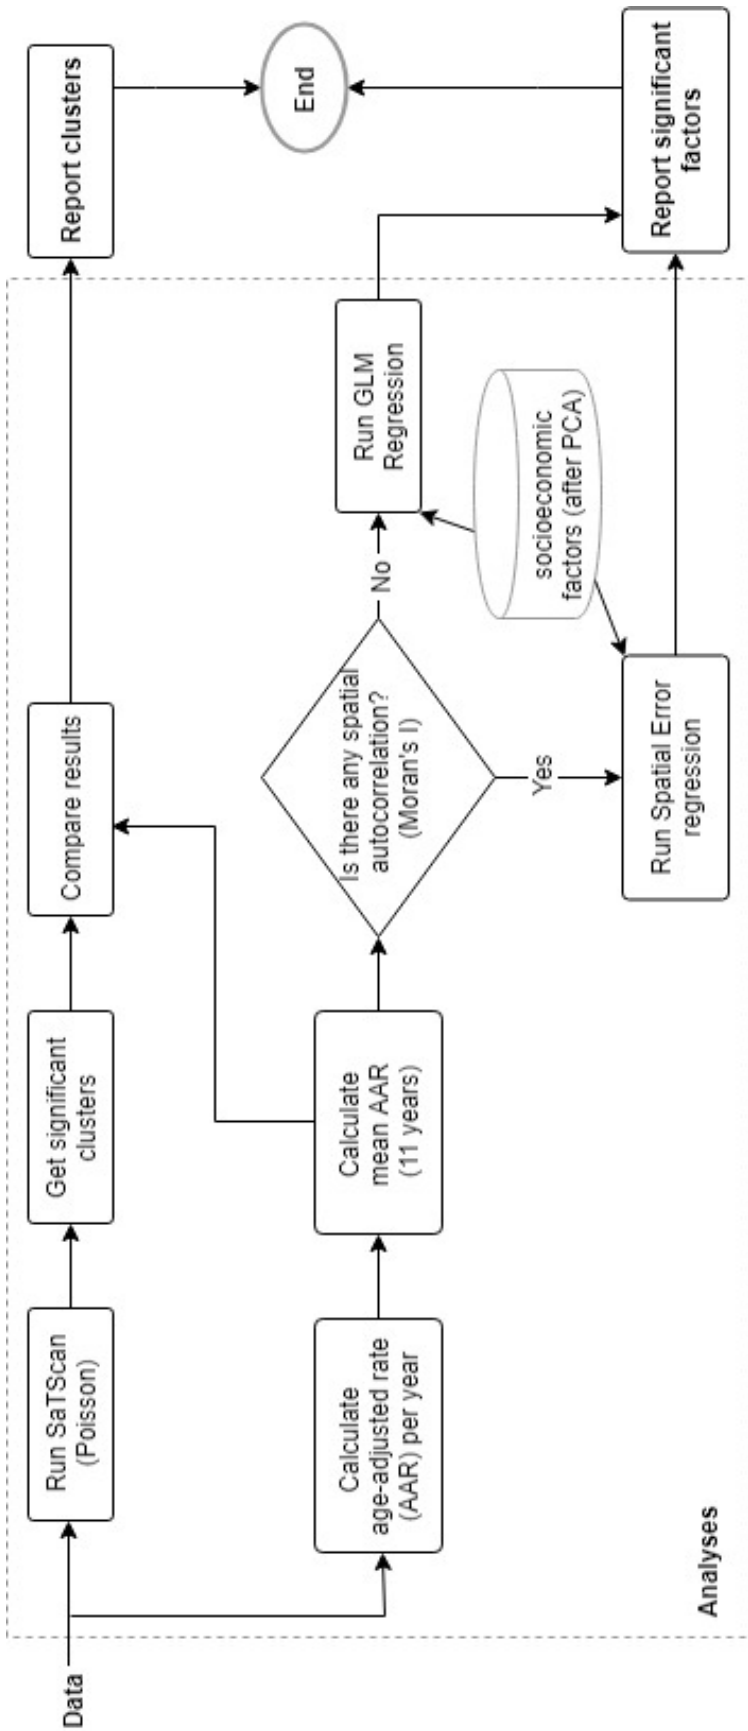 Data
Run SaTScan
(Poisson)
Get significant
clusters
Compare results
Report clusters
Calculate
age-adjusted rate
(AAR) per year
Calculate
mean AAR
(11 years)
Is there any spatial
autocorrelation?
(Moran's I)
No
Run GLM
Regression
End
Yes
socioeconomic
factors (after PCA)
Run Spatial Error
regression
Report significant
factors
Analyses